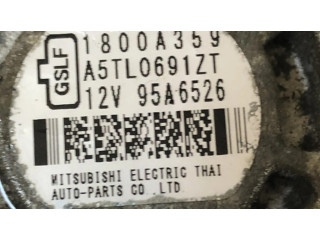 GSLF
1800A359
A5TL0691ZT
12V 95A6526
MITSUBISHI ELECTRIC THAI
AUTO-PARTS CO.,LTD.